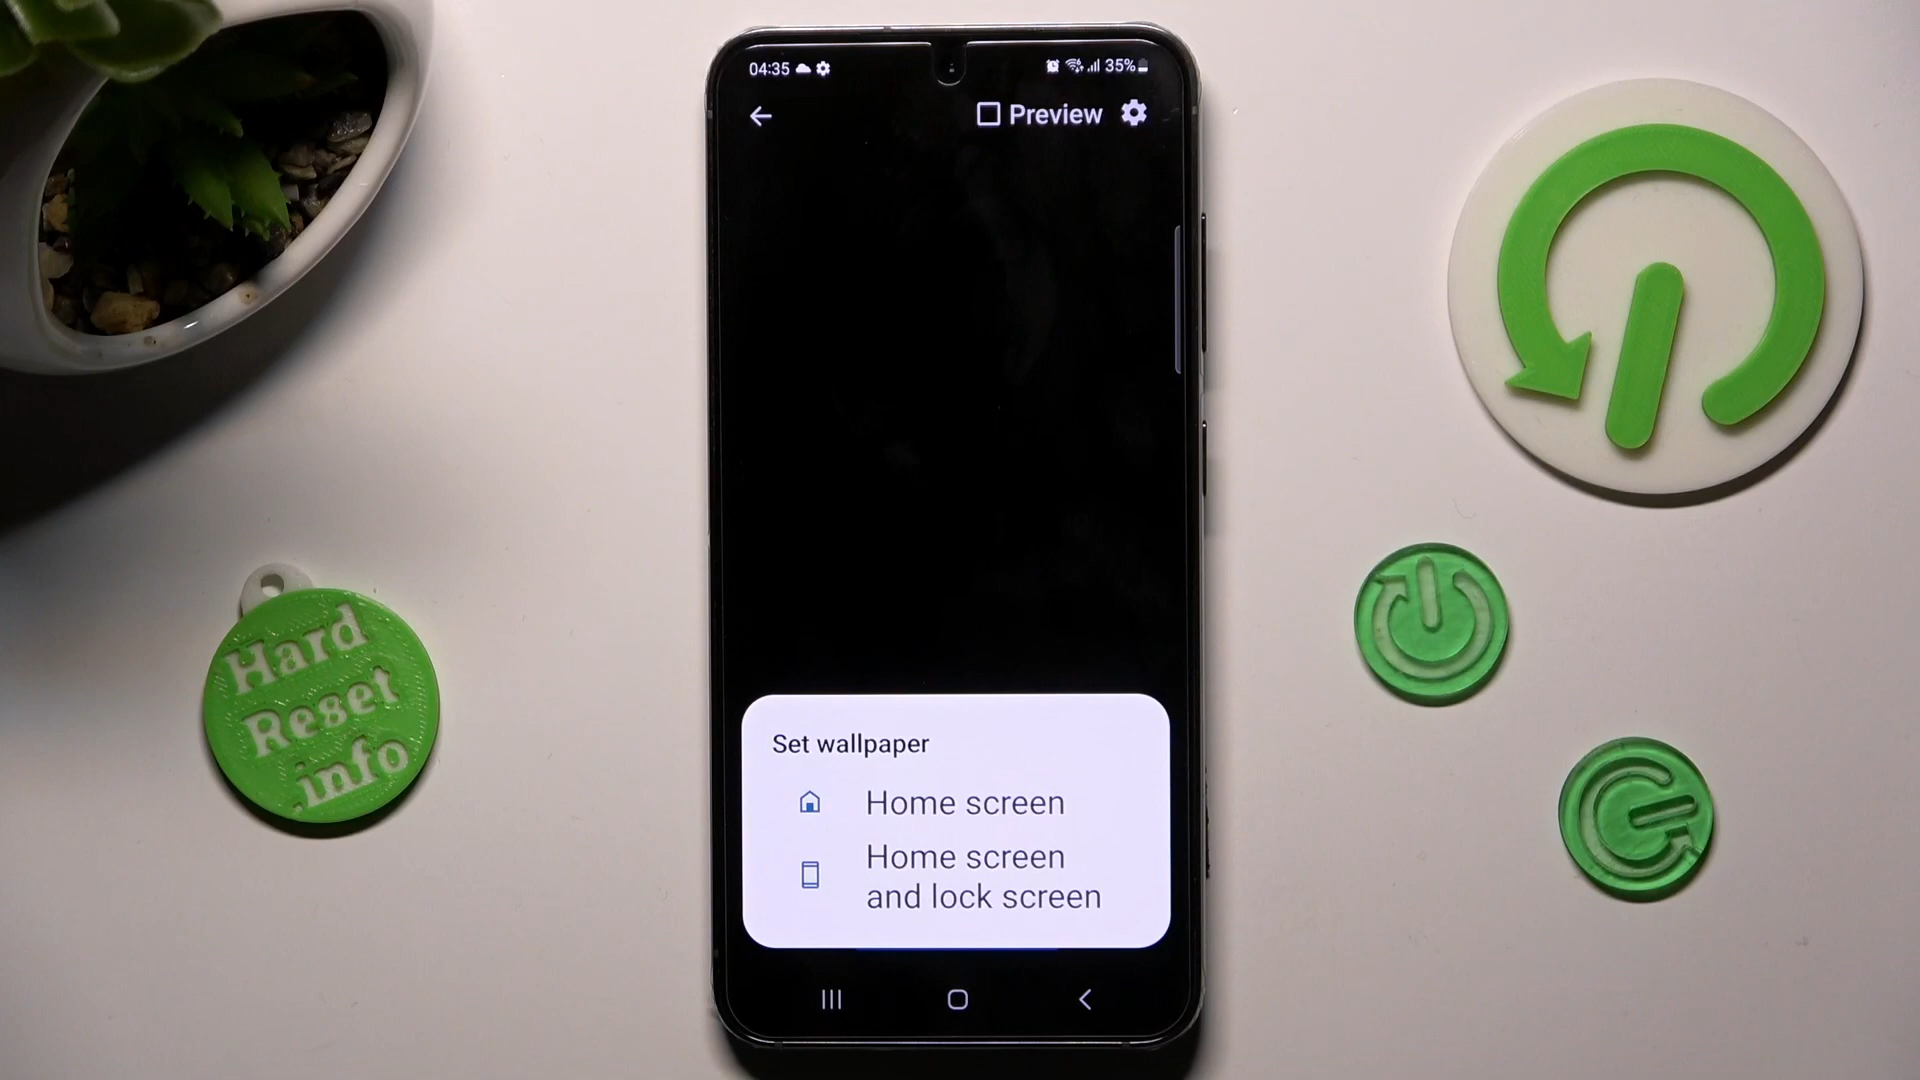 04:35
35%
Preview
Set wallpaper
Home screen
Home screen
and lock screen
Hard
Reset
.info